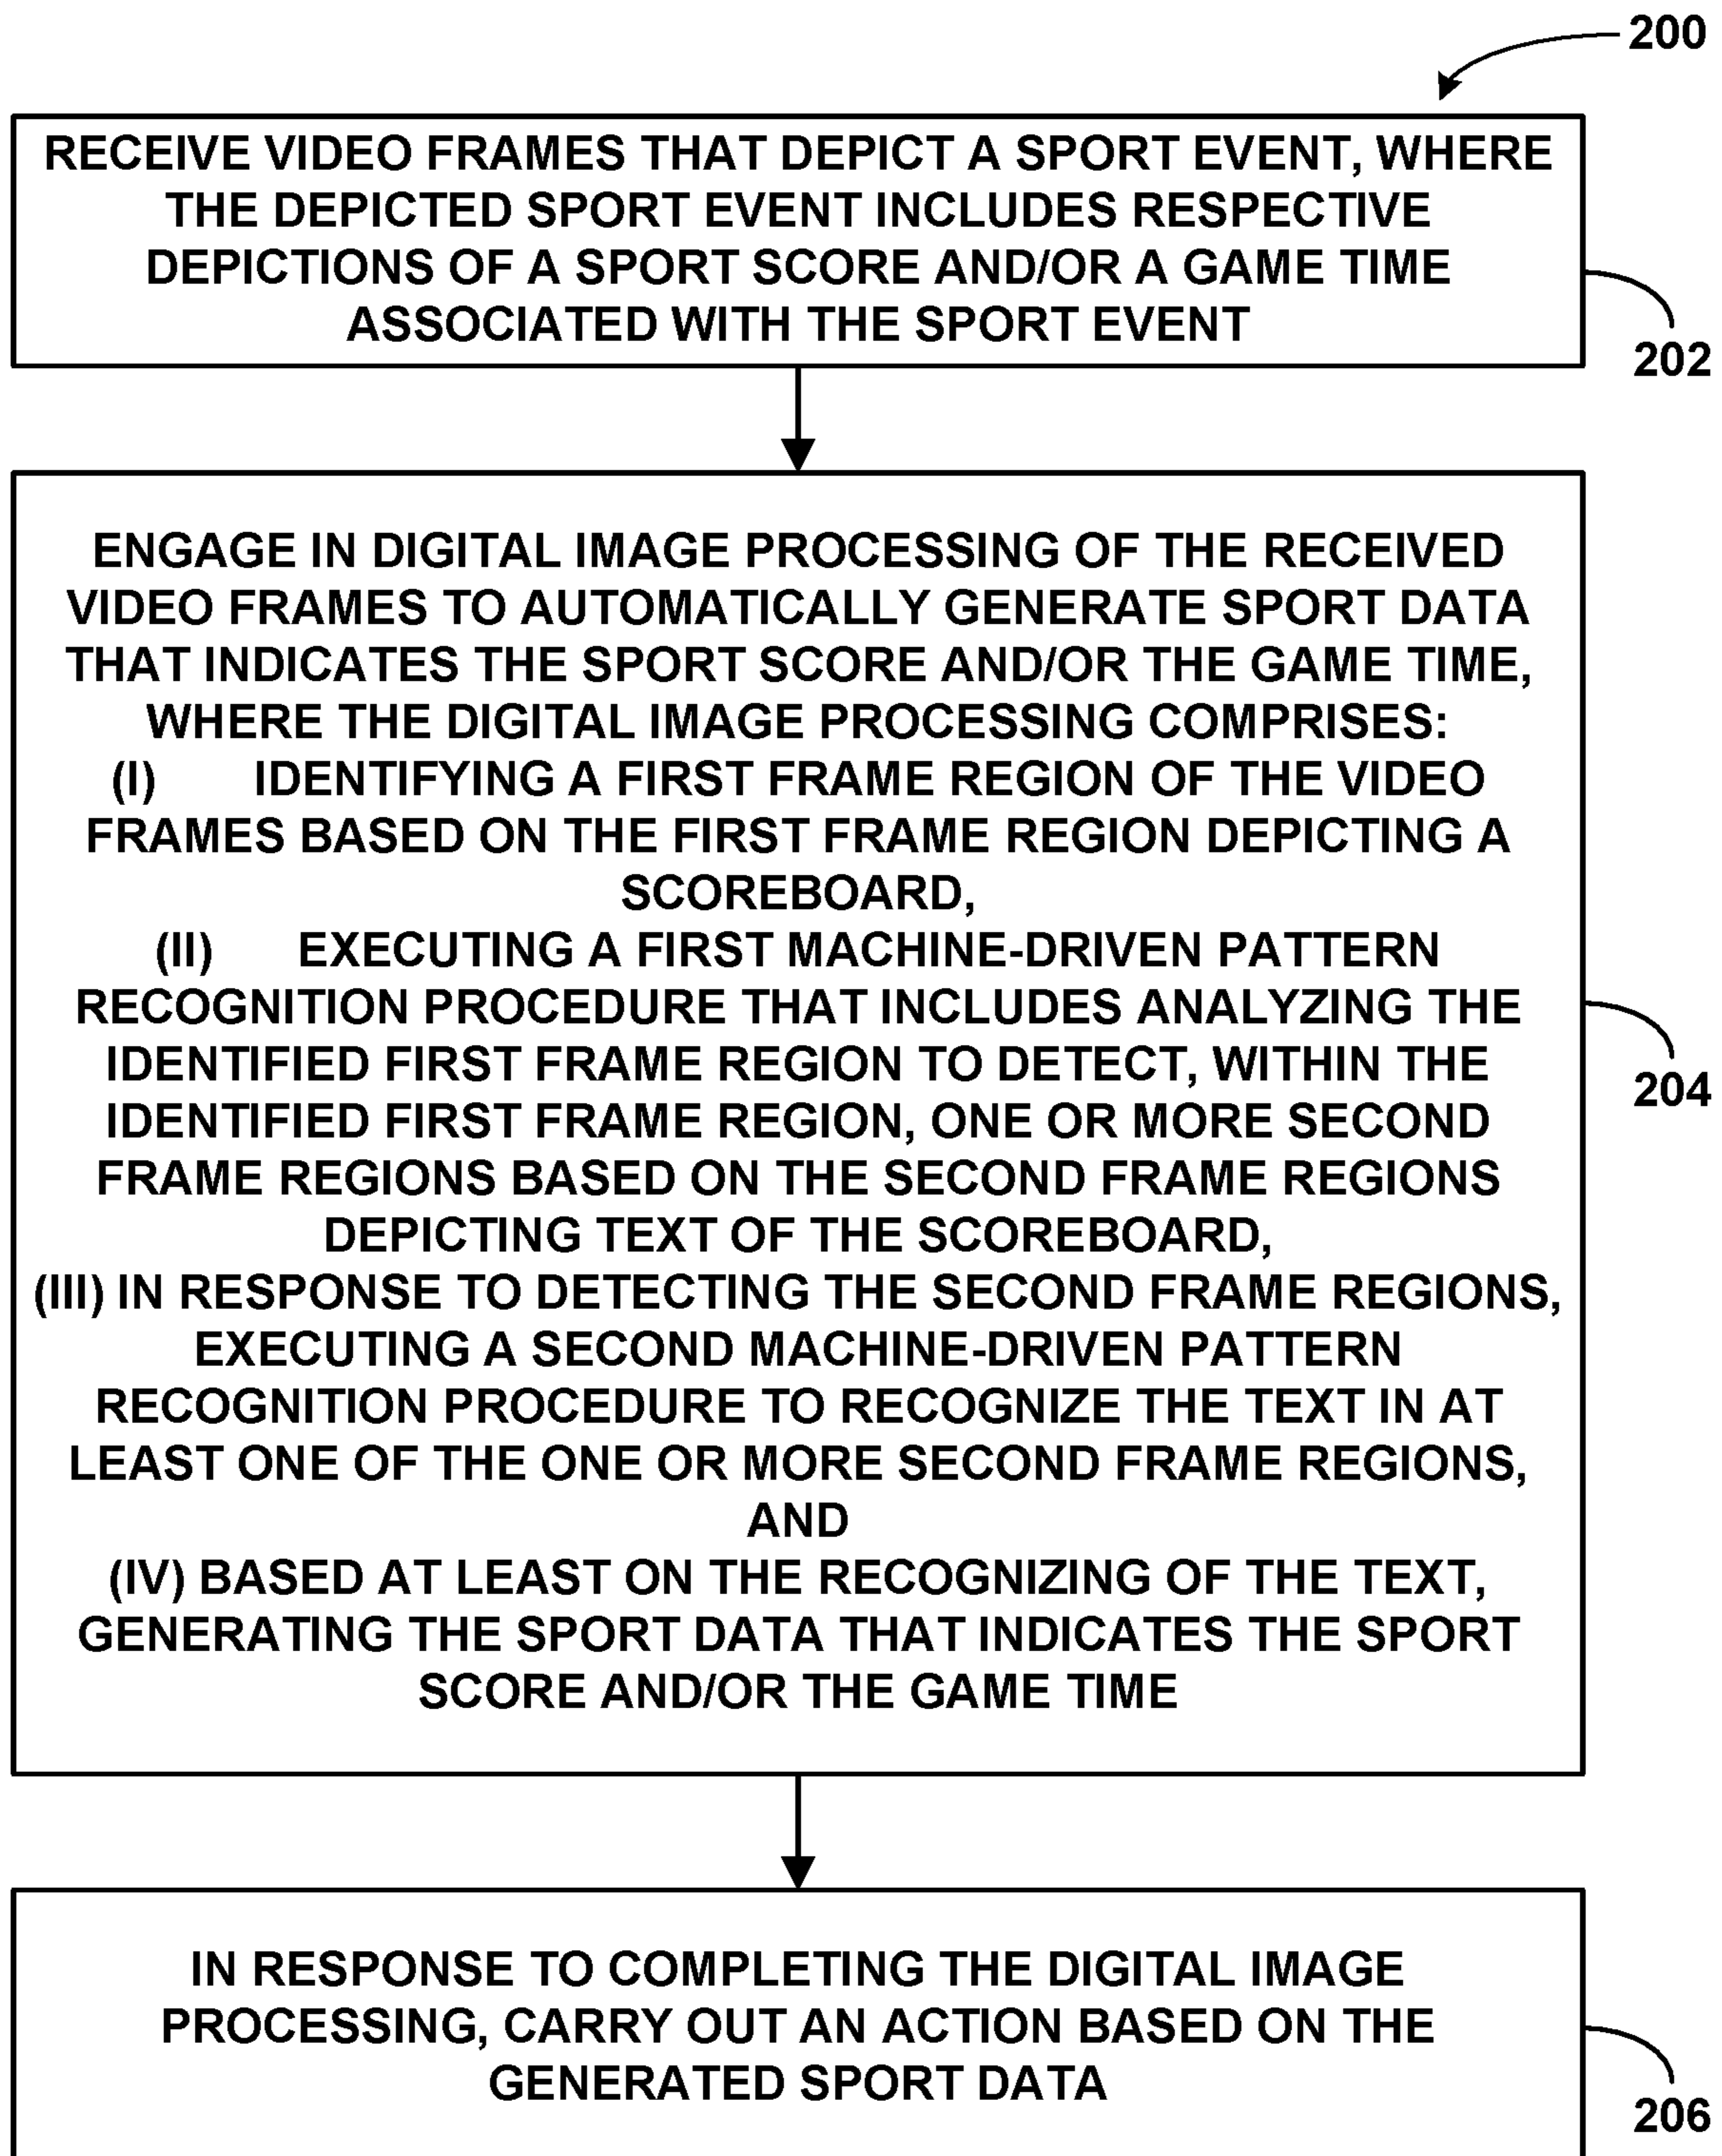 200
RECEIVE VIDEO FRAMES THAT DEPICT A SPORT EVENT, WHERE
THE DEPICTED SPORT EVENT INCLUDES RESPECTIVE
DEPICTIONS OF A SPORT SCORE AND/OR A GAME TIME
ASSOCIATED WITH THE SPORT EVENT
202
ENGAGE IN DIGITAL IMAGE PROCESSING OF THE RECEIVED
VIDEO FRAMES TO AUTOMATICALLY GENERATE SPORT DATA
THAT INDICATES THE SPORT SCORE AND/OR THE GAME TIME,
WHERE THE DIGITAL IMAGE PROCESSING COMPRISES:
(I) IDENTIFYING A FIRST FRAME REGION OF THE VIDEO
FRAMES BASED ON THE FIRST FRAME REGION DEPICTING A
SCOREBOARD,
(II) EXECUTING A FIRST MACHINE-DRIVEN PATTERN
RECOGNITION PROCEDURE THAT INCLUDES ANALYZING THE
IDENTIFIED FIRST FRAME REGION TO DETECT, WITHIN THE
IDENTIFIED FIRST FRAME REGION, ONE OR MORE SECOND
FRAME REGIONS BASED ON THE SECOND FRAME REGIONS
DEPICTING TEXT OF THE SCOREBOARD,
(III) IN RESPONSE TO DETECTING THE SECOND FRAME REGIONS,
EXECUTING A SECOND MACHINE-DRIVEN PATTERN
RECOGNITION PROCEDURE TO RECOGNIZE THE TEXT IN AT
LEAST ONE OF THE ONE OR MORE SECOND FRAME REGIONS,
AND
(IV) BASED AT LEAST ON THE RECOGNIZING OF THE TEXT,
GENERATING THE SPORT DATA THAT INDICATES THE SPORT
SCORE AND/OR THE GAME TIME
204
IN RESPONSE TO COMPLETING THE DIGITAL IMAGE
PROCESSING, CARRY OUT AN ACTION BASED ON THE
GENERATED SPORT DATA
206